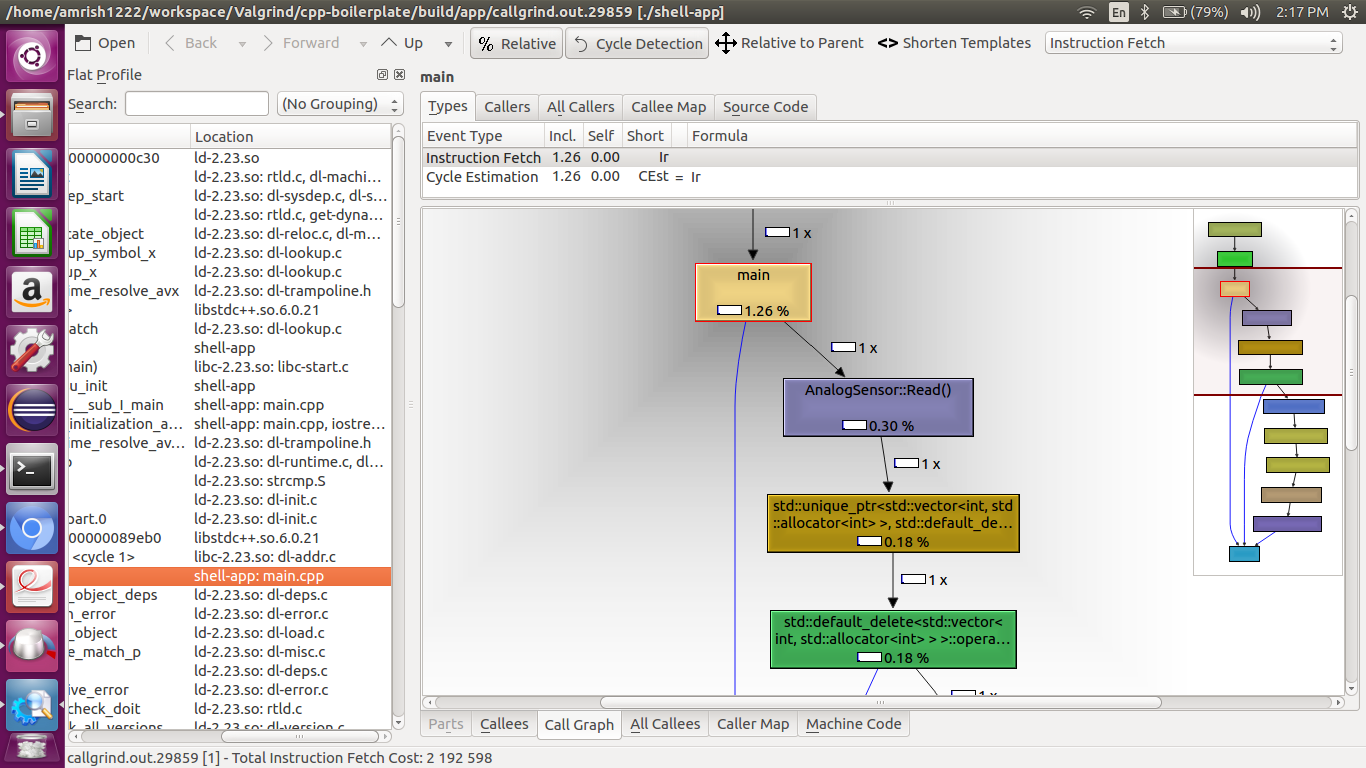 /home/amrish1222/workspace/Valgrind/cpp-boilerplate/build/app/callgrind.out.29859 [./shell-app]
En (79%) 2:17 PM
Open Back Forward Up % Relative Cycle Detection Relative to Parent <> Shorten Templates Instruction Fetch
Flat Profile
Search: (No Grouping)
Location
00000000c30 ld-2.23.so
ld-2.23.so: rtld.c, dl-machi...
ep_start ld-2.23.so: dl-sysdep.c, dl-s...
ld-2.23.so: rtld.c, get-dyna...
tate_object ld-2.23.so: dl-reloc.c, dl-m...
up_symbol_x ld-2.23.so: dl-lookup.c
up_x ld-2.23.so: dl-lookup.c
ime_resolve_avx ld-2.23.so: dl-trampoline.h
> libstdc++.so.6.0.21
atch ld-2.23.so: dl-lookup.c
shell-app
main) libc-2.23.so: libc-start.c
u_init shell-app
__sub_I_main shell-app: main.cpp
initialization_a... shell-app: main.cpp, iostre...
ime_resolve_av... ld-2.23.so: dl-trampoline.h
ld-2.23.so: dl-runtime.c, dl...
ld-2.23.so: strcmp.S
ld-2.23.so: dl-init.c
part.0 ld-2.23.so: dl-init.c
00000089eb0 libstdc++.so.6.0.21
<cycle 1> libc-2.23.so: dl-addr.c
shell-app: main.cpp
_object_deps ld-2.23.so: dl-deps.c
n_error ld-2.23.so: dl-error.c
_object ld-2.23.so: dl-load.c
e_match_p ld-2.23.so: dl-misc.c
ld-2.23.so: dl-deps.c
ive_error ld-2.23.so: dl-error.c
check_doit ld-2.23.so: rtld.c
k_all_versions ld-2.23.so: dl-version.c
main
Types Callers All Callers Callee Map Source Code
Event Type Incl. Self Short Formula
Instruction Fetch 1.26 0.00 Ir
Cycle Estimation 1.26 0.00 CEst = Ir
1 x
main
1.26 %
1 x
AnalogSensor::Read()
0.30 %
1 x
std::unique_ptr<std::vector<int, std
::allocator<int> >, std::default_de...
0.18 %
1 x
std::default_delete<std::vector<
int, std::allocator<int> > >::opera...
0.18 %
1 x
Parts Callees Call Graph All Callees Caller Map Machine Code
callgrind.out.29859 [1] - Total Instruction Fetch Cost: 2 192 598